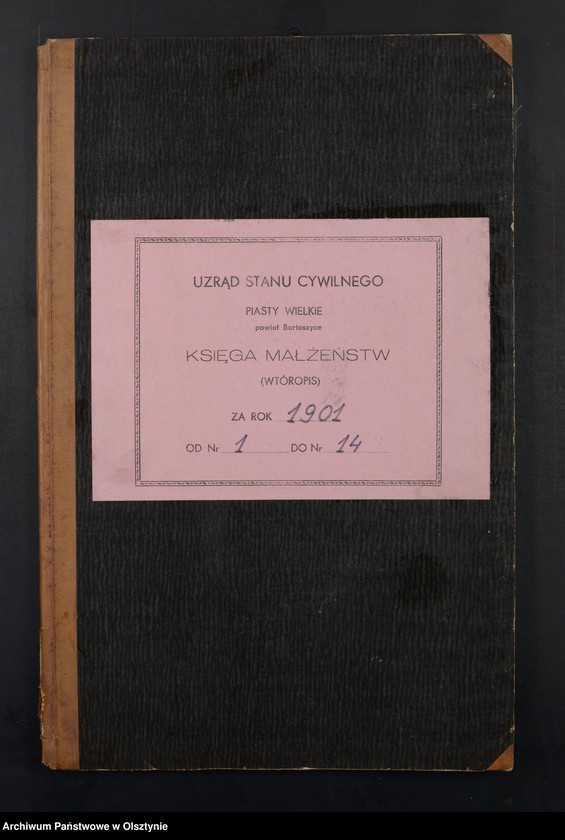 UZRĄD STANU CYWILNEGO
PIASTY WIELKIE
powiat Bartoszyce
KSIĘGA MAŁŻEŃSTW
(WTÓROPIS)
ZA ROK 1901
OD Nr 1 DO Nr 14
Archiwum Państwowe w Olsztynie